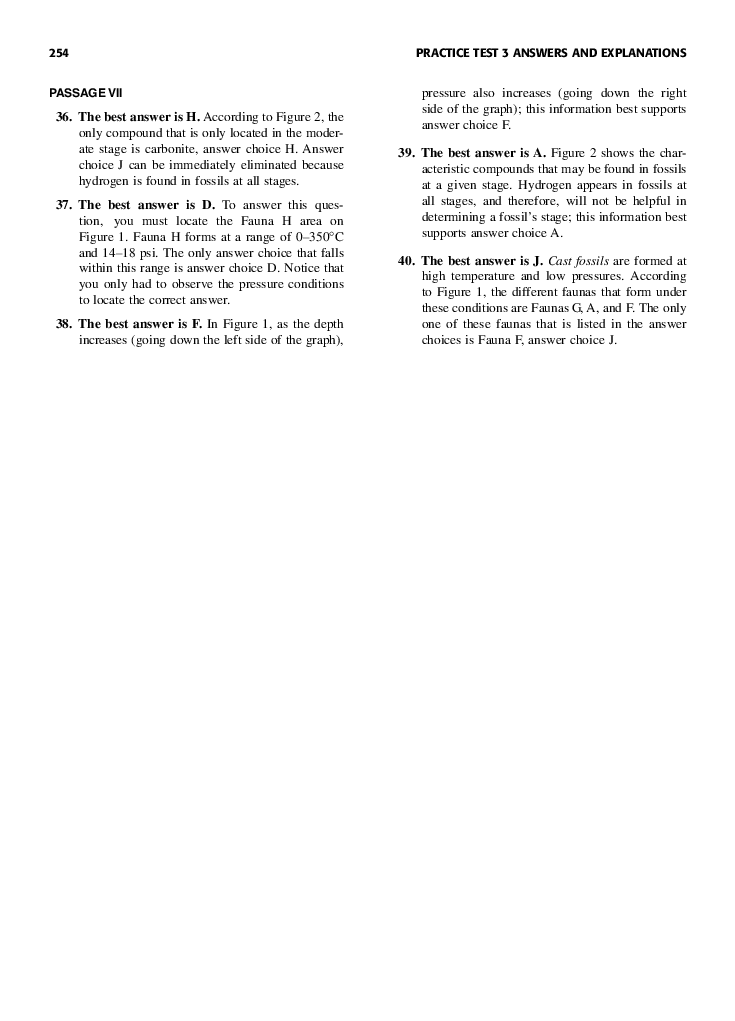 254
PRACTICE TEST 3 ANSWERS AND EXPLANATIONS
PASSAGE VII
36. The best answer is H. According to Figure 2, the
only compound that is only located in the moder-
ate stage is carbonite, answer choice H. Answer
choice J can be immediately eliminated because
hydrogen is found in fossils at all stages.
37. The best answer is D. To answer this ques-
tion, you must locate the Fauna H area on
Figure 1. Fauna H forms at a range of 0–350°C
and 14–18 psi. The only answer choice that falls
within this range is answer choice D. Notice that
you only had to observe the pressure conditions
to locate the correct answer.
38. The best answer is F. In Figure 1, as the depth
increases (going down the left side of the graph),
pressure also increases (going down the right
side of the graph); this information best supports
answer choice F.
39. The best answer is A. Figure 2 shows the char-
acteristic compounds that may be found in fossils
at a given stage. Hydrogen appears in fossils at
all stages, and therefore, will not be helpful in
determining a fossil's stage; this information best
supports answer choice A.
40. The best answer is J. Cast fossils are formed at
high temperature and low pressures. According
to Figure 1, the different faunas that form under
these conditions are Faunas G, A, and F. The only
one of these faunas that is listed in the answer
choices is Fauna F, answer choice J.